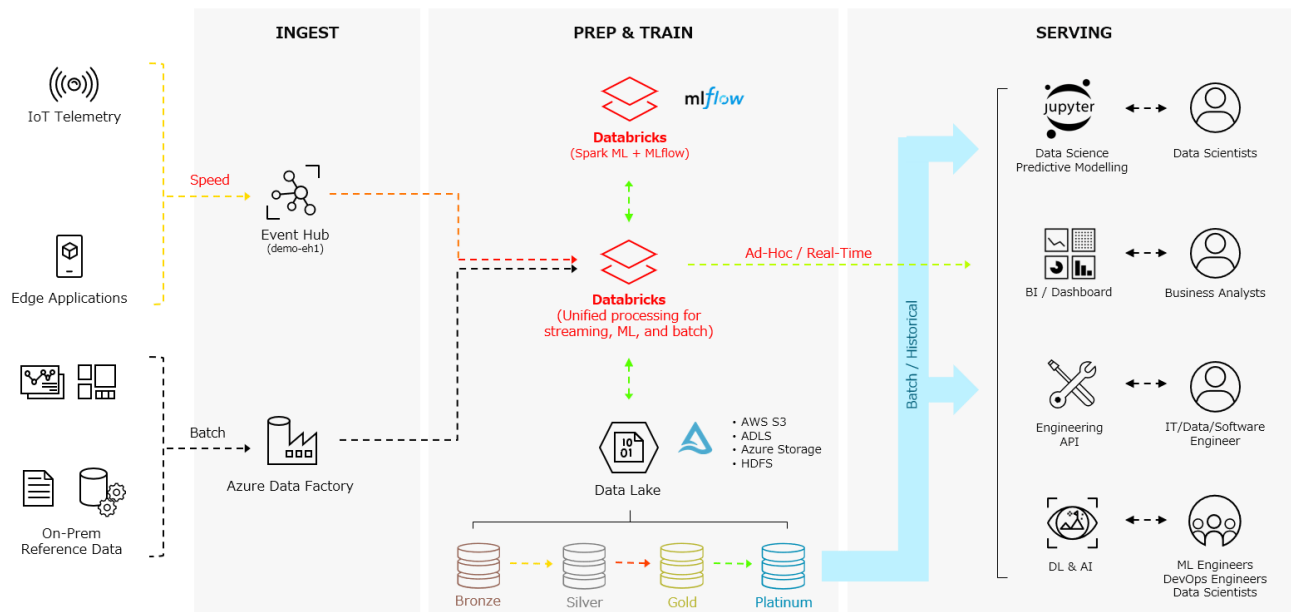 INGEST
PREP & TRAIN
SERVING
IoT Telemetry
Edge Applications
On-Prem
Reference Data
Speed
Batch
Event Hub
(demo-eh1)
Azure Data Factory
mlflow
Databricks
(Spark ML + MLflow)
Databricks
(Unified processing for
streaming, ML, and batch)
Ad-Hoc / Real-Time
10
01
Data Lake
• AWS S3
• ADLS
• Azure Storage
• HDFS
Bronze
Silver
Gold
Platinum
Batch / Historical
jupyter
Data Science
Predictive Modelling
Data Scientists
BI / Dashboard
Business Analysts
Engineering
API
IT/Data/Software
Engineer
DL & AI
ML Engineers
DevOps Engineers
Data Scientists